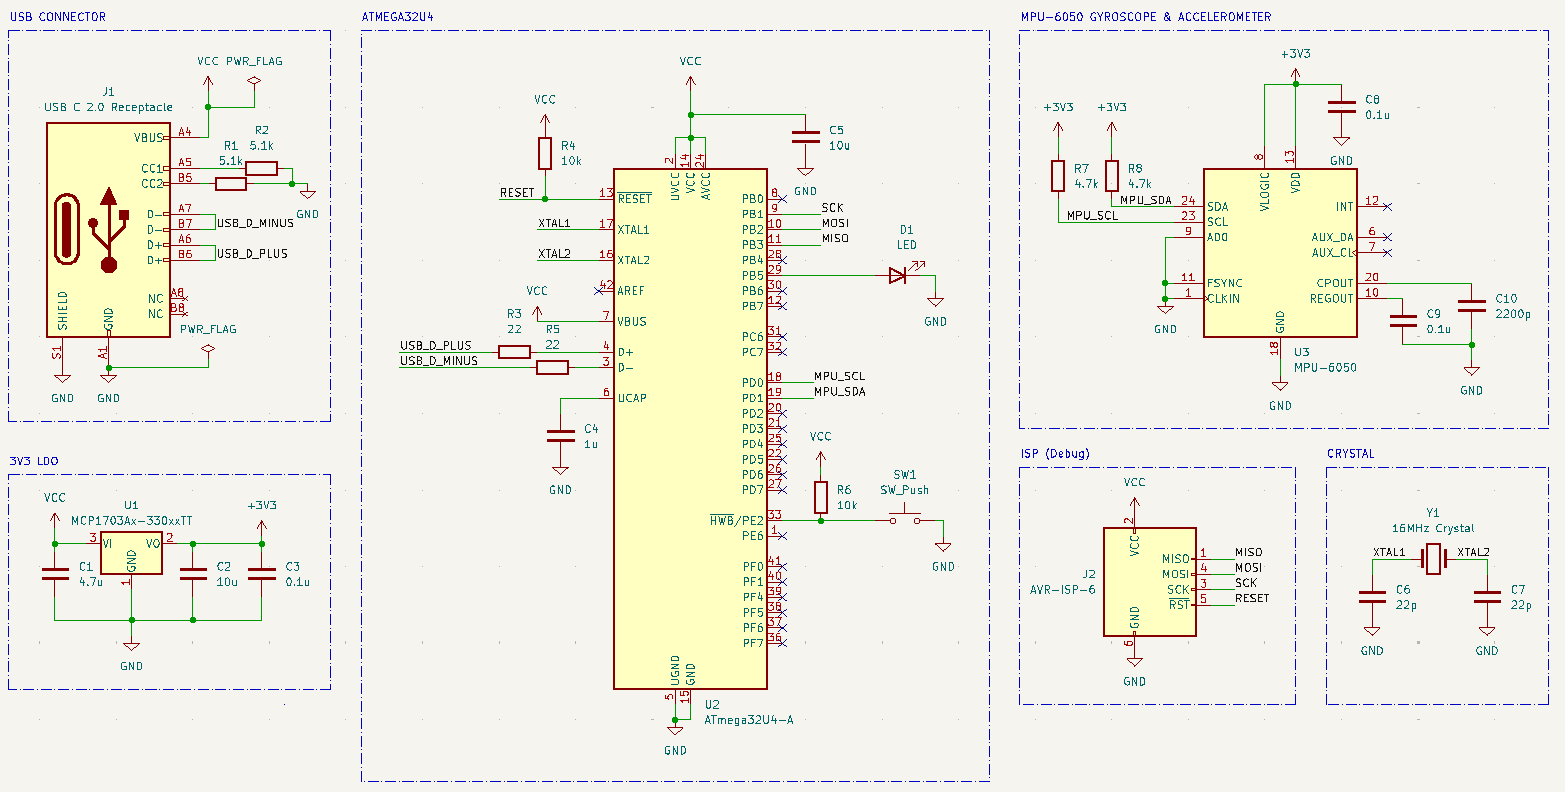 USB CONNECTOR
VCC PWR_FLAG
J1
USB C 2.0 Receptacle
VBUS A4
R2
5.1k
R1
5.1k
CC1 A5
CC2 B5
GND
D- A7
D- B7
USB_D_MINUS
D+ A6
D+ B6
USB_D_PLUS
NC A8
NC B8
SHIELD
GND
S1
A1
PWR_FLAG
GND
GND
3V3 LDO
VCC
U1
MCP1703Ax-330xxTT
+3V3
3 VI
VO 2
GND
1
C1
4.7u
C2
10u
C3
0.1u
GND
ATMEGA32U4
VCC
VCC
R4
10k
C5
10u
GND
2
14
24
UVCC
VCC
AVCC
RESET
13 RESET
XTAL1
17 XTAL1
XTAL2
16 XTAL2
42 AREF
VCC
7 VBUS
R3
22
R5
22
USB_D_PLUS
4 D+
USB_D_MINUS
3 D-
6 UCAP
C4
1u
GND
PB0 8
PB1 9
SCK
PB2 10
MOSI
PB3 11
MISO
PB4 28
PB5 29
PB6 30
PB7 12
D1
LED
GND
PC6 31
PC7 32
PD0 18
MPU_SCL
PD1 19
MPU_SDA
PD2 20
PD3 21
PD4 25
PD5 22
PD6 26
PD7 27
VCC
R6
10k
SW1
SW_Push
HWB/PE2 33
PE6 1
GND
PF0 41
PF1 40
PF4 39
PF5 38
PF6 37
PF7 36
UGND
GND
5
15
U2
ATmega32U4-A
GND
MPU-6050 GYROSCOPE & ACCELEROMETER
+3V3
+3V3
+3V3
C8
0.1u
GND
R7
4.7k
R8
4.7k
8
13
VLOGIC
VDD
MPU_SDA
24 SDA
MPU_SCL
23 SCL
9 AD0
11 FSYNC
1 CLKIN
GND
INT 12
AUX_DA 6
AUX_CL 7
CPOUT 20
REGOUT 10
GND
18
C9
0.1u
C10
2200p
GND
U3
MPU-6050
GND
ISP (Debug)
VCC
2
VCC
J2
AVR-ISP-6
MISO 1
MISO
MOSI 4
MOSI
SCK 3
SCK
RST 5
RESET
GND
6
GND
CRYSTAL
Y1
16MHz Crystal
XTAL1
XTAL2
C6
22p
C7
22p
GND
GND